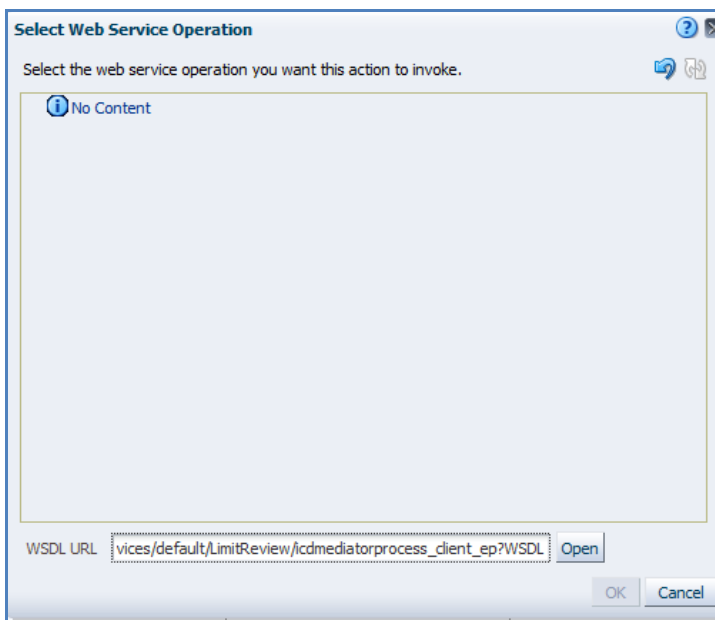 Select Web Service Operation
Select the web service operation you want this action to invoke.
No Content
WSDL URL vices/default/LimitReview/icdmediatorprocess_client_ep?WSDL Open
OK Cancel